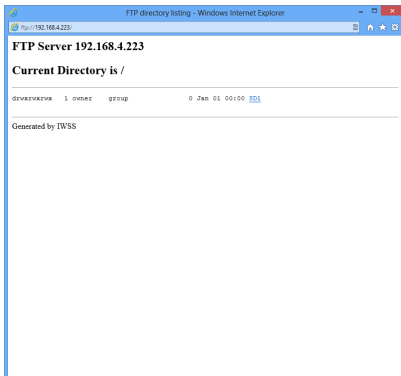 FTP directory listing - Windows Internet Explorer
ftp://192.168.4.223/
FTP Server 192.168.4.223
Current Directory is /
drwxrwxrwx 1 owner group 0 Jan 01 00:00 SD1
Generated by IWSS